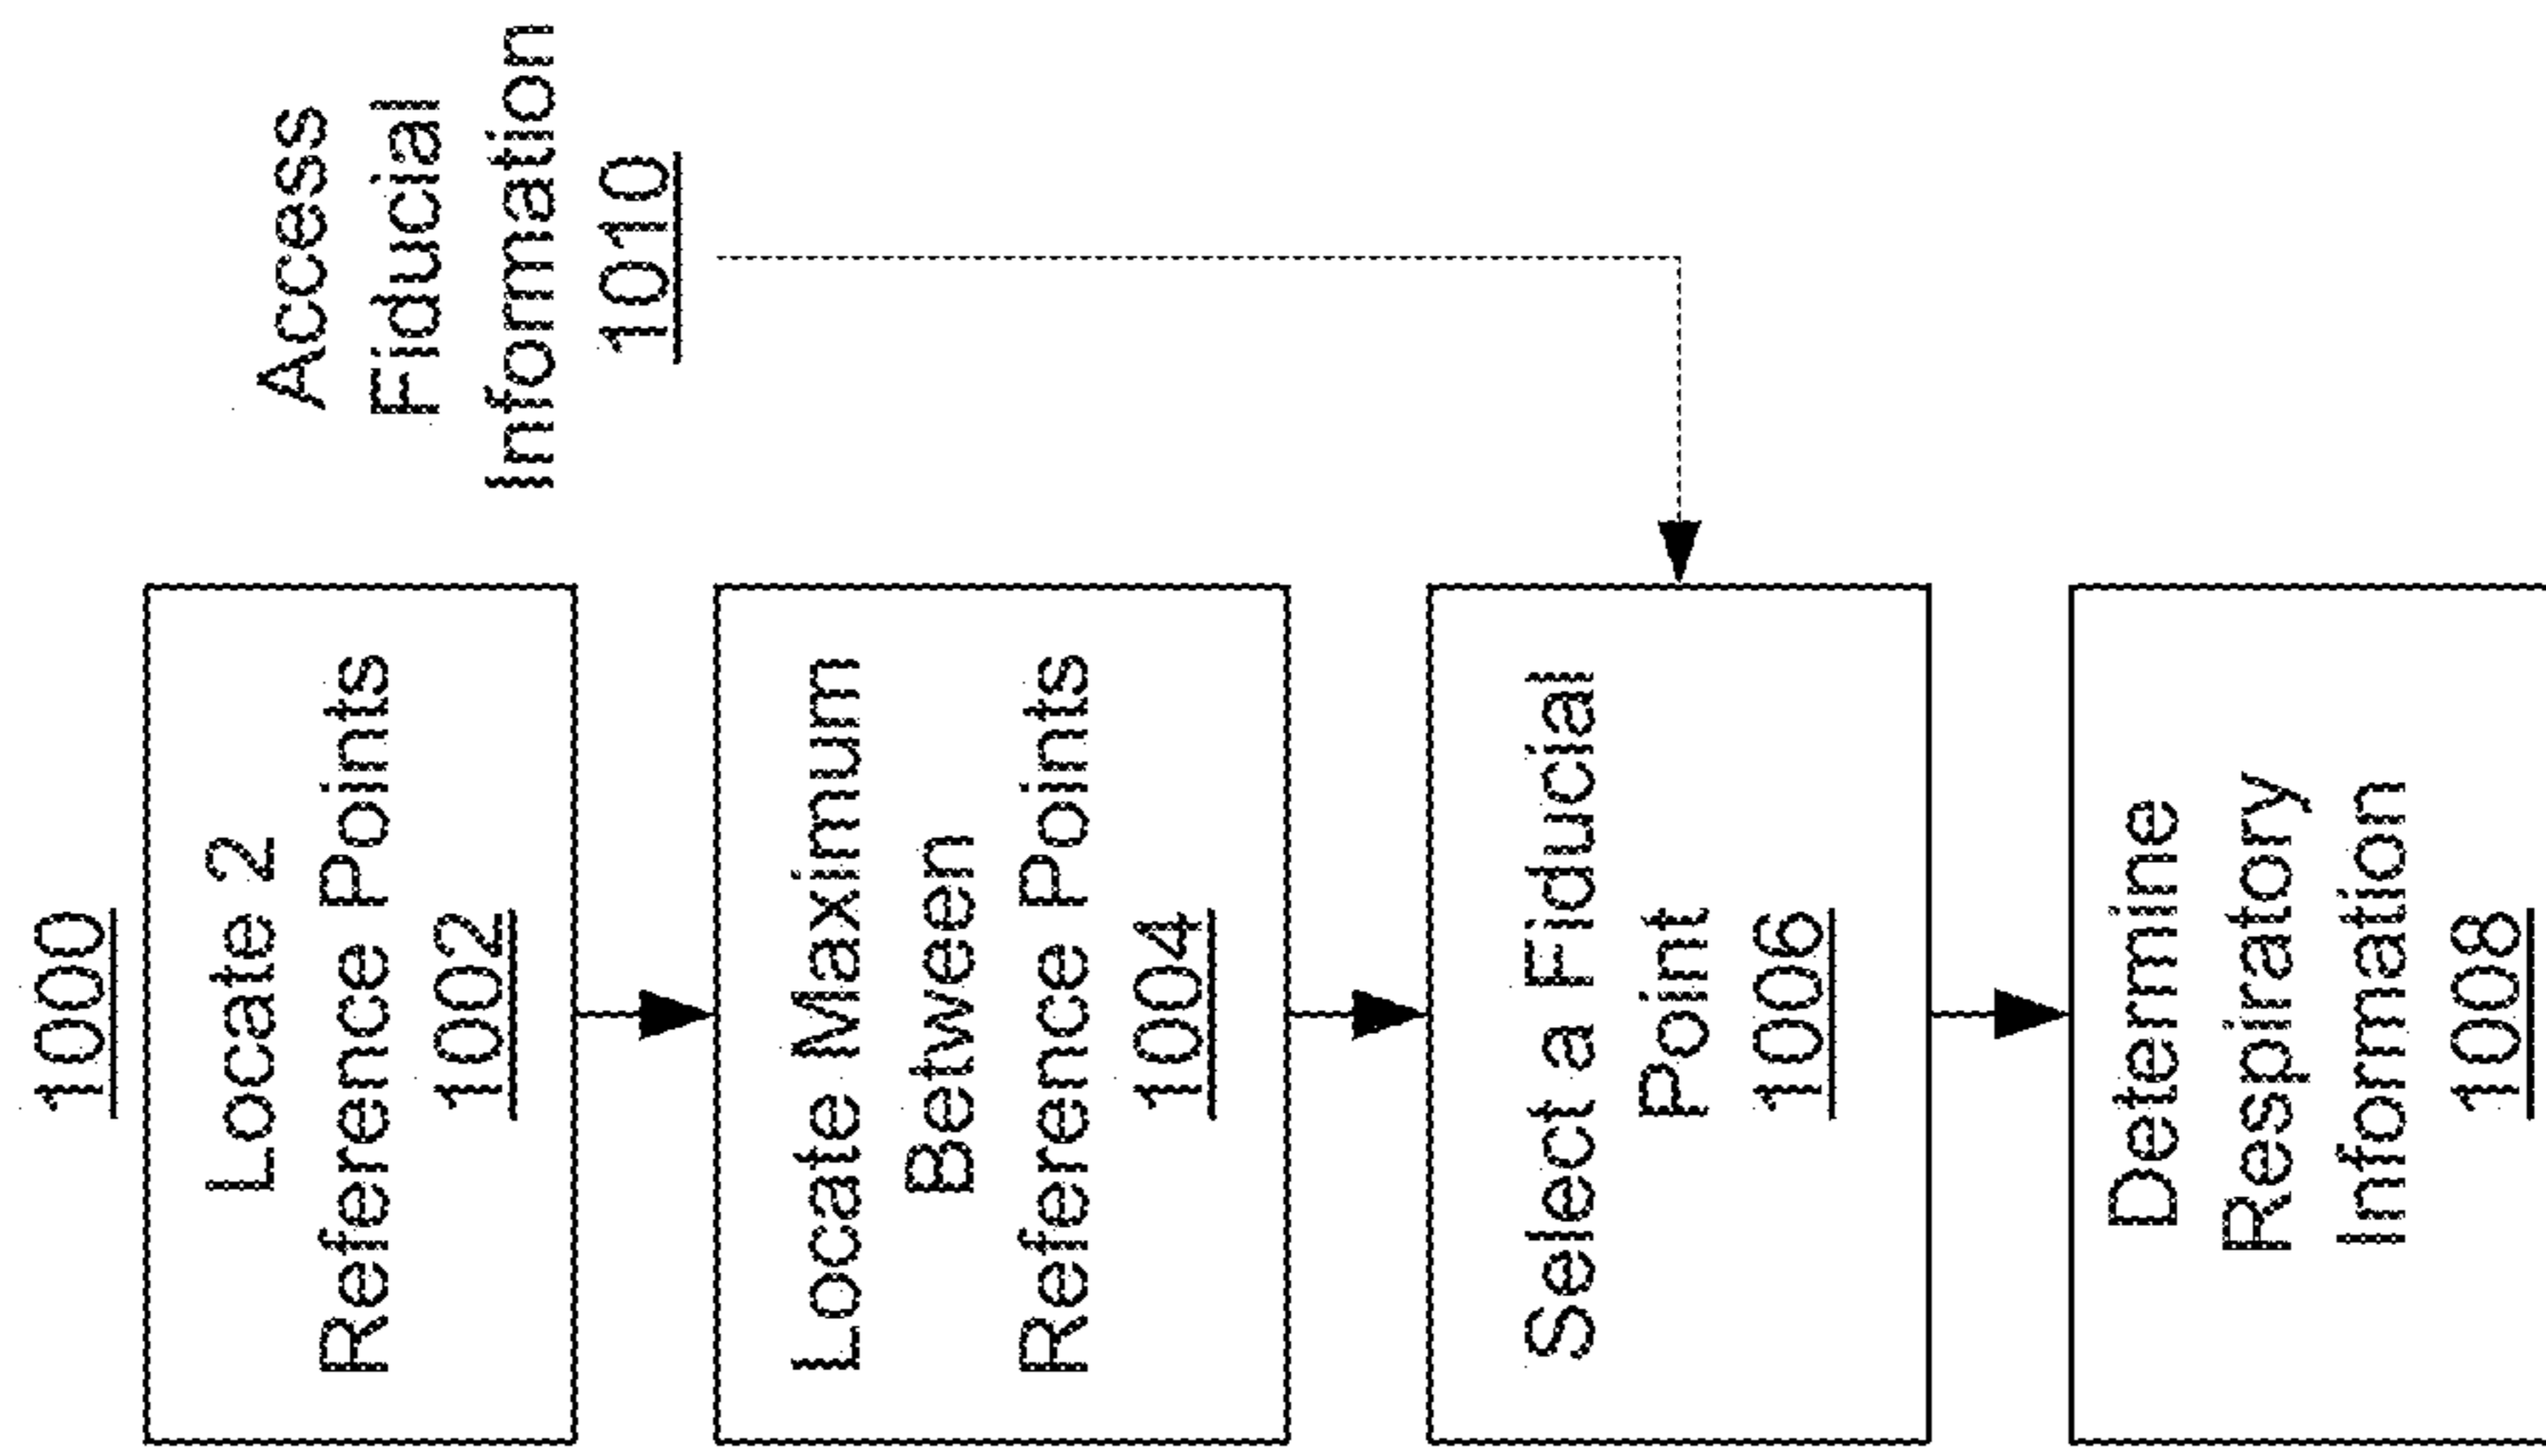 1000
Locate 2
Reference Points
1002
Locate Maximum
Between
Reference Points
1004
Select a Fiducial
Point
1006
Determine
Respiratory
Information
1008
Access
Fiducial
Information
1010